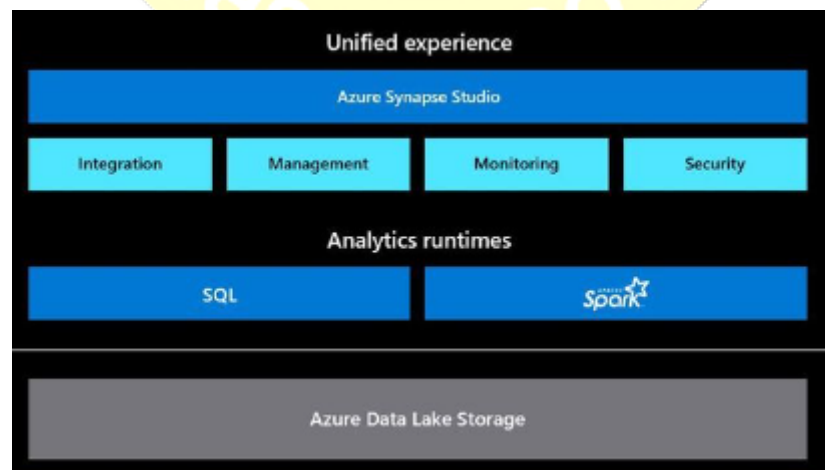 Unified experience
Azure Synapse Studio
Integration
Management
Monitoring
Security
Analytics runtimes
SQL
Spark
Azure Data Lake Storage